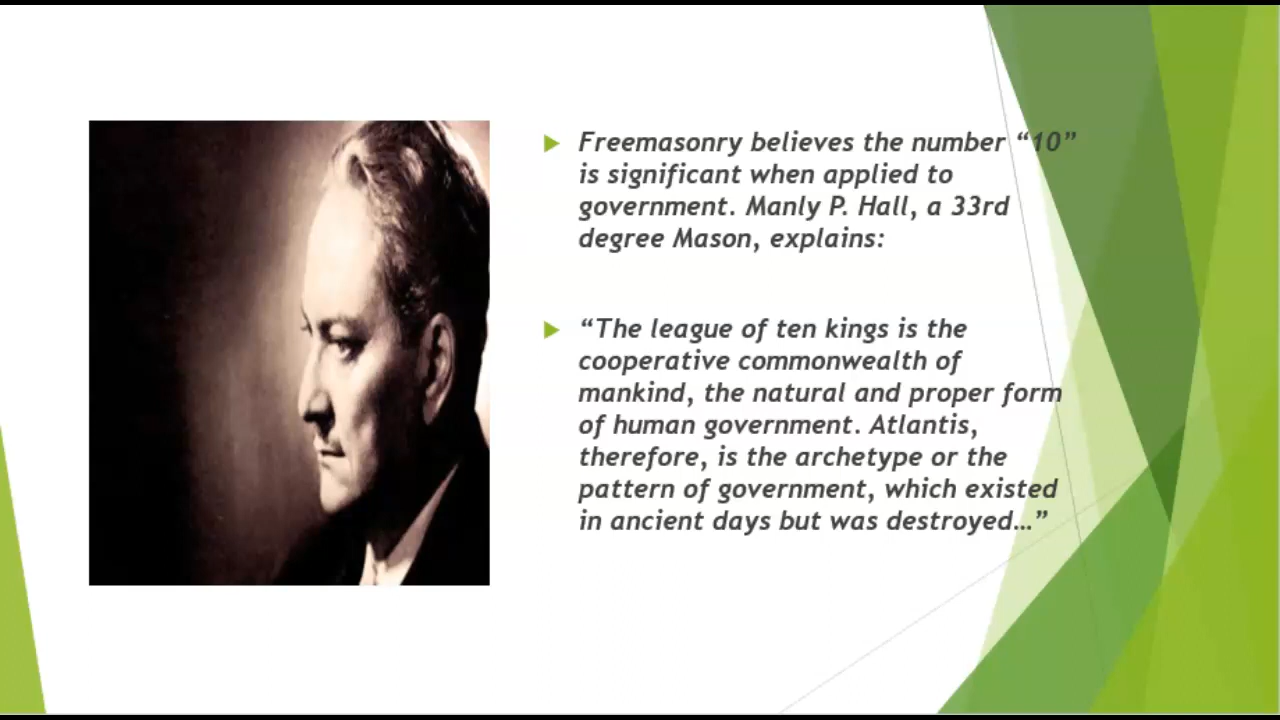 Freemasonry believes the number “10”
is significant when applied to
government. Manly P. Hall, a 33rd
degree Mason, explains:
“The league of ten kings is the
cooperative commonwealth of
mankind, the natural and proper form
of human government. Atlantis,
therefore, is the archetype or the
pattern of government, which existed
in ancient days but was destroyed…”